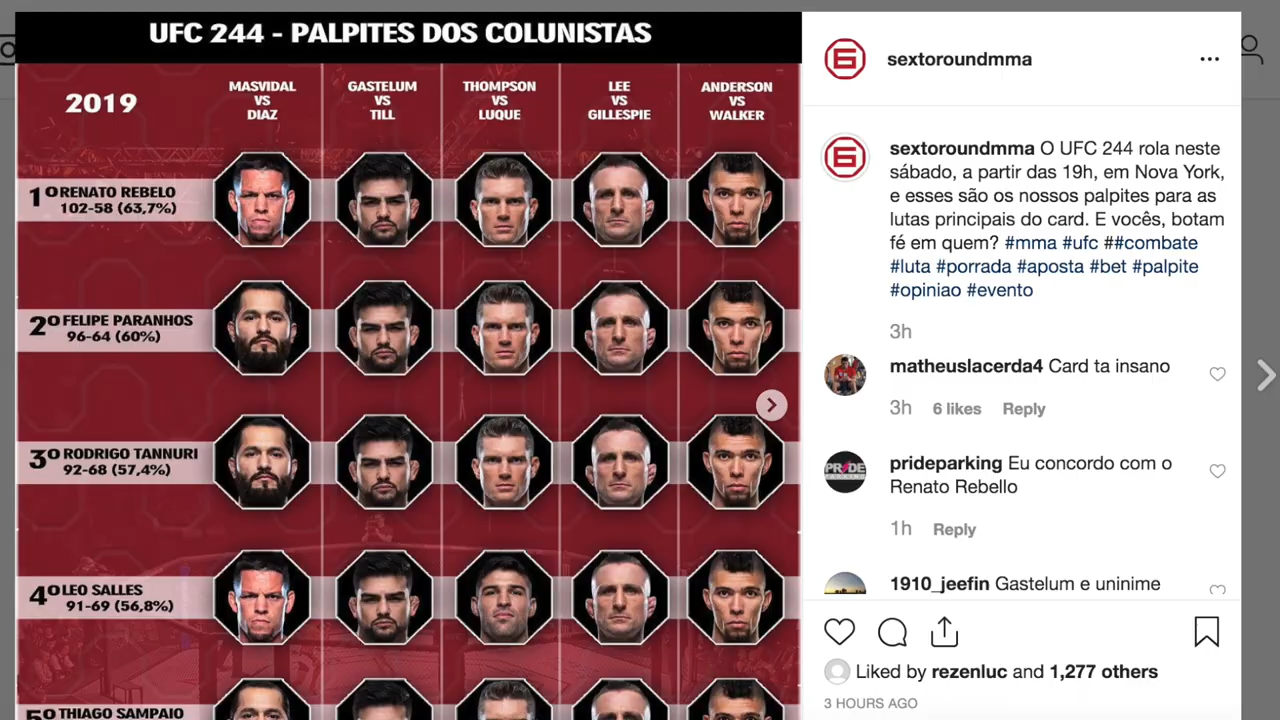 UFC 244 - PALPITES DOS COLUNISTAS
2019
MASVIDAL
VS
DIAZ
GASTELUM
VS
TILL
THOMPSON
VS
LUQUE
LEE
VS
GILLESPIE
ANDERSON
VS
WALKER
1º RENATO REBELO
102-58 (63,7%)
2º FELIPE PARANHOS
96-64 (60%)
3º RODRIGO TANNURI
92-68 (57,4%)
4º LEO SALLES
91-69 (56,8%)
5º THIAGO SAMPAIO
6 sextoroundmma
6 sextoroundmma O UFC 244 rola neste
sábado, a partir das 19h, em Nova York,
e esses são os nossos palpites para as
lutas principais do card. E vocês, botam
fé em quem? #mma #ufc ##combate
#luta #porrada #aposta #bet #palpite
#opiniao #evento
3h
matheuslacerda4 Card ta insano
3h 6 likes Reply
PRIDE
PARKING
prideparking Eu concordo com o
Renato Rebello
1h Reply
1910_jeefin Gastelum e uninime
Liked by rezenluc and 1,277 others
3 HOURS AGO